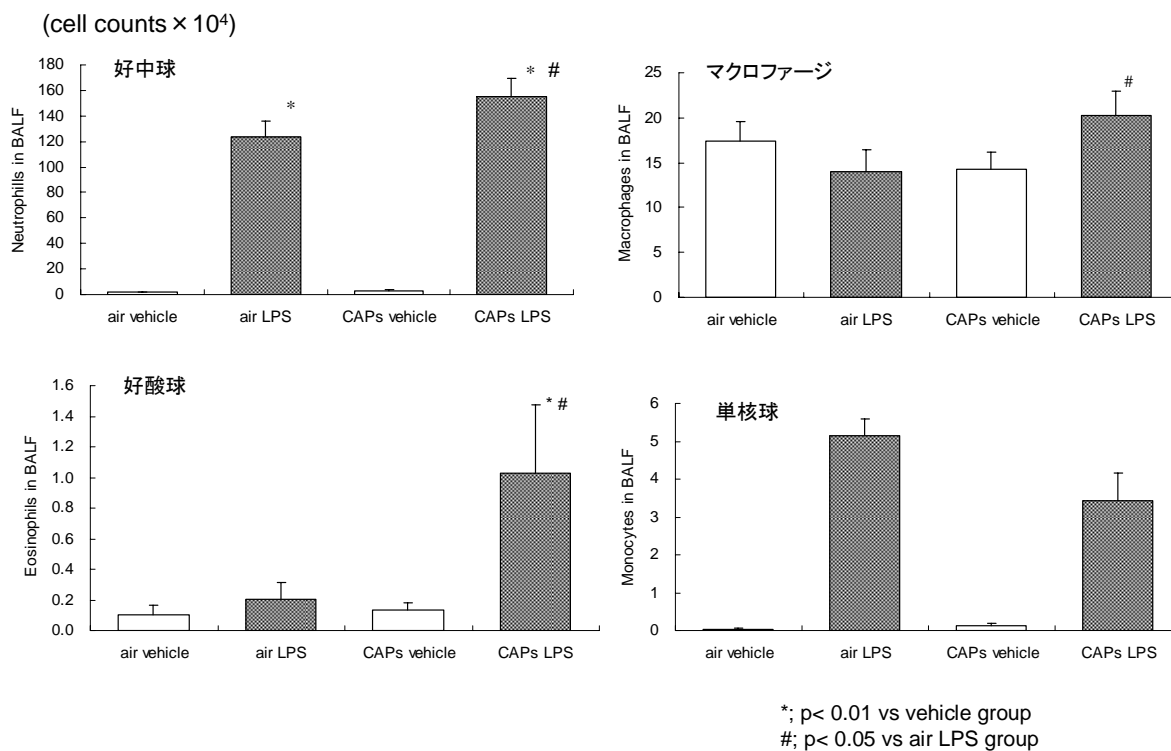 (cell counts×10⁴)
好中球
Neutrophills in BALF
180
160
140
120
100
80
60
40
20
0
*
* #
air vehicle air LPS CAPs vehicle CAPs LPS
マクロファージ
Macrophages in BALF
25
20
15
10
5
0
#
air vehicle air LPS CAPs vehicle CAPs LPS
好酸球
Eosinophils in BALF
1.6
1.4
1.2
1.0
0.8
0.6
0.4
0.2
0.0
* #
air vehicle air LPS CAPs vehicle CAPs LPS
単核球
Monocytes in BALF
6
5
4
3
2
1
0
air vehicle air LPS CAPs vehicle CAPs LPS
*; p< 0.01 vs vehicle group
#; p< 0.05 vs air LPS group